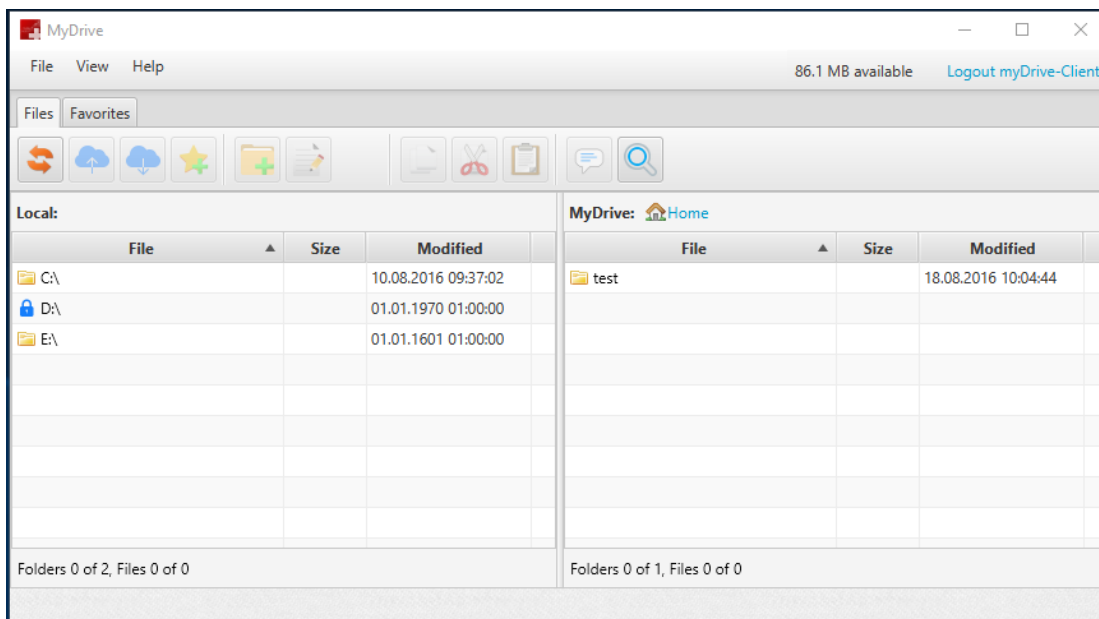 MyDrive
File View Help 86.1 MB available Logout myDrive-Client
Files Favorites
Local: MyDrive: Home
File Size Modified File Size Modified
C:\ 10.08.2016 09:37:02 test 18.08.2016 10:04:44
D:\ 01.01.1970 01:00:00
E:\ 01.01.1601 01:00:00
Folders 0 of 2, Files 0 of 0 Folders 0 of 1, Files 0 of 0